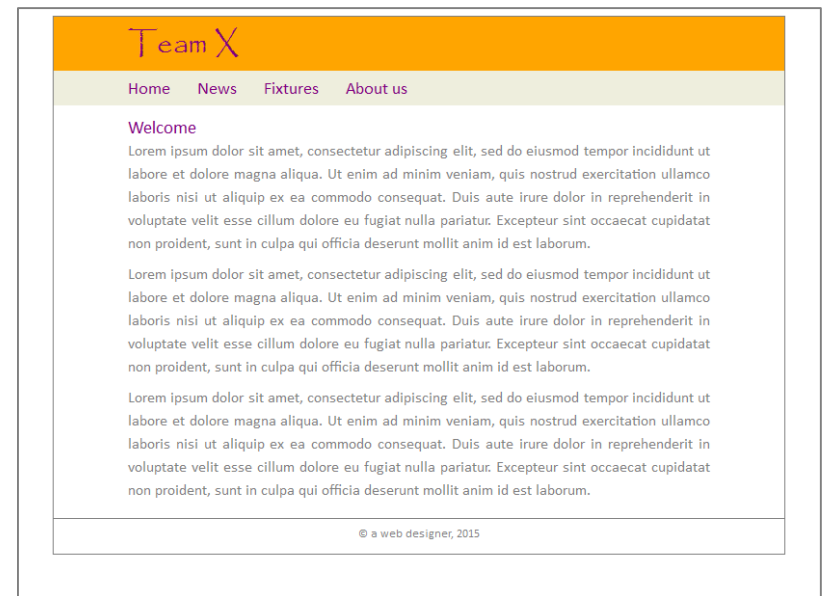 Team X
Home News Fixtures About us
Welcome
Lorem ipsum dolor sit amet, consectetur adipiscing elit, sed do eiusmod tempor incididunt ut
labore et dolore magna aliqua. Ut enim ad minim veniam, quis nostrud exercitation ullamco
laboris nisi ut aliquip ex ea commodo consequat. Duis aute irure dolor in reprehenderit in
voluptate velit esse cillum dolore eu fugiat nulla pariatur. Excepteur sint occaecat cupidatat
non proident, sunt in culpa qui officia deserunt mollit anim id est laborum.
Lorem ipsum dolor sit amet, consectetur adipiscing elit, sed do eiusmod tempor incididunt ut
labore et dolore magna aliqua. Ut enim ad minim veniam, quis nostrud exercitation ullamco
laboris nisi ut aliquip ex ea commodo consequat. Duis aute irure dolor in reprehenderit in
voluptate velit esse cillum dolore eu fugiat nulla pariatur. Excepteur sint occaecat cupidatat
non proident, sunt in culpa qui officia deserunt mollit anim id est laborum.
Lorem ipsum dolor sit amet, consectetur adipiscing elit, sed do eiusmod tempor incididunt ut
labore et dolore magna aliqua. Ut enim ad minim veniam, quis nostrud exercitation ullamco
laboris nisi ut aliquip ex ea commodo consequat. Duis aute irure dolor in reprehenderit in
voluptate velit esse cillum dolore eu fugiat nulla pariatur. Excepteur sint occaecat cupidatat
non proident, sunt in culpa qui officia deserunt mollit anim id est laborum.
© a web designer, 2015